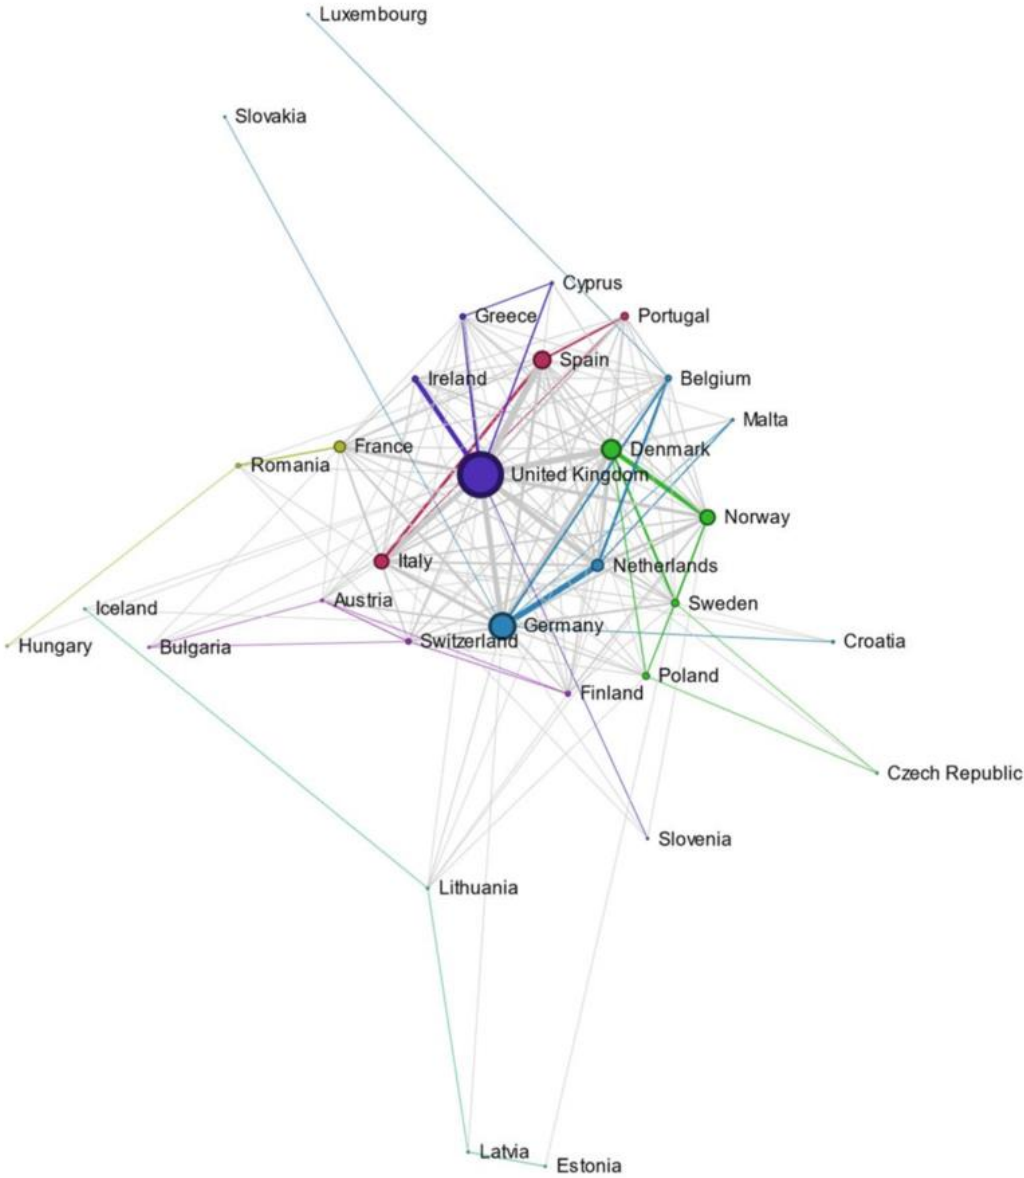 Luxembourg
Slovakia
Cyprus
Greece
Portugal
Spain
Ireland
Belgium
Malta
France
Denmark
Romania
United Kingdom
Norway
Italy
Netherlands
Austria
Sweden
Iceland
Germany
Hungary
Bulgaria
Switzerland
Croatia
Poland
Finland
Czech Republic
Slovenia
Lithuania
Latvia
Estonia